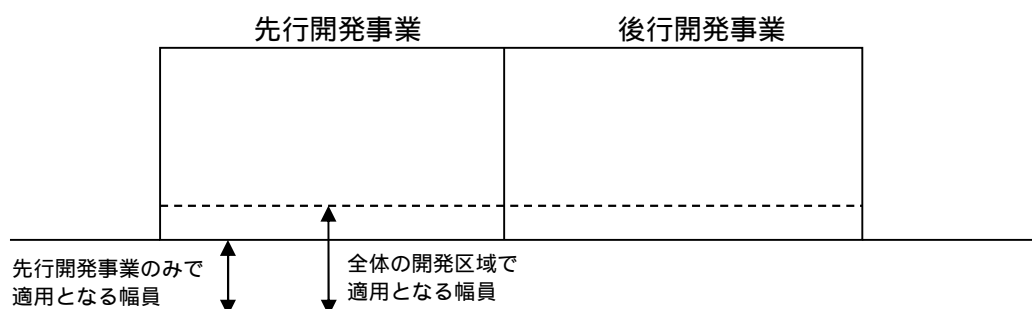 先行開発事業
後行開発事業
先行開発事業のみで
適用となる幅員
全体の開発区域で
適用となる幅員